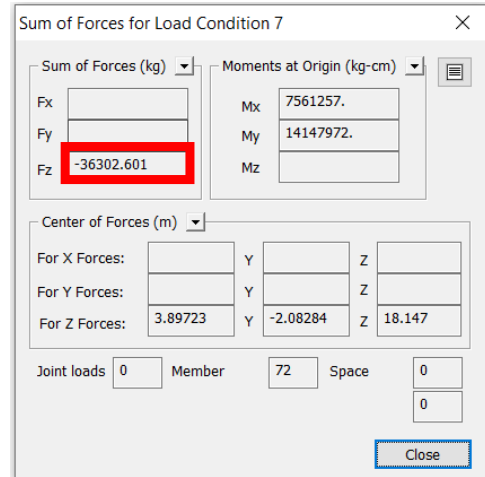 Sum of Forces for Load Condition 7
Sum of Forces (kg)
Moments at Origin (kg-cm)
Fx
Mx 7561257.
Fy
My 14147972.
Fz -36302.601
Mz
Center of Forces (m)
For X Forces: Y Z
For Y Forces: Y Z
For Z Forces: 3.89723 Y -2.08284 Z 18.147
Joint loads 0 Member 72 Space 0
0
Close